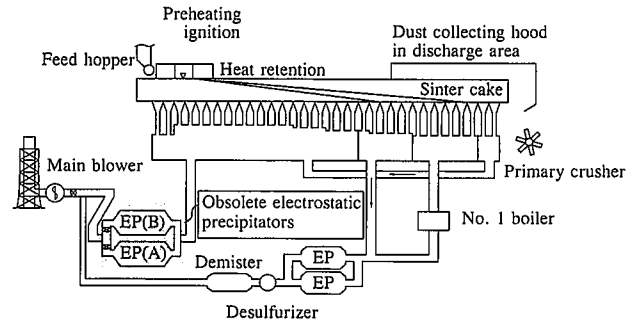 Preheating
ignition
Dust collecting hood
in discharge area
Feed hopper
Heat retention
Sinter cake
Main blower
Primary crusher
Obsolete electrostatic
precipitators
No. 1 boiler
EP(B)
EP(A)
Demister
EP
EP
Desulfurizer